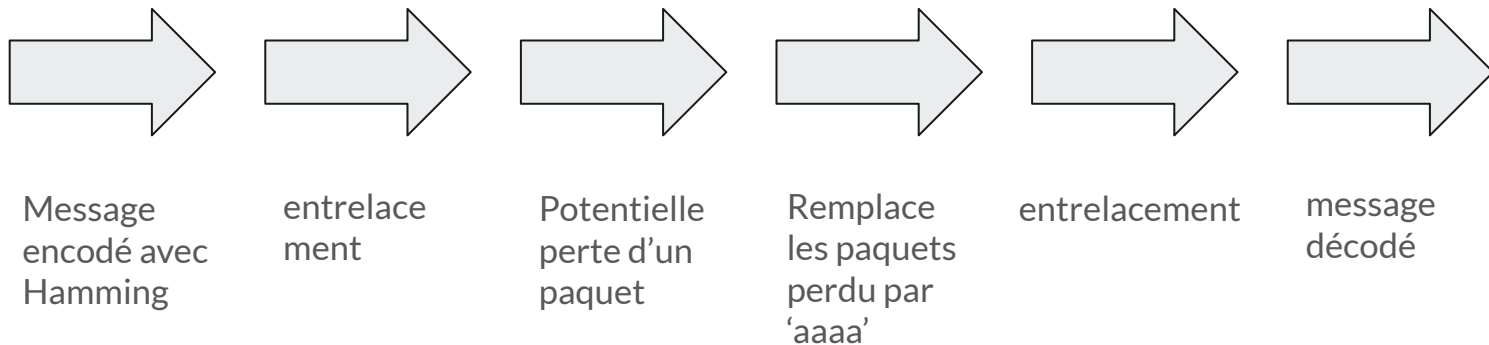 Message
encodé avec
Hamming
entrelace
ment
Potentielle
perte d’un
paquet
Remplace
les paquets
perdu par
‘aaaa’
entrelacement
message
décodé